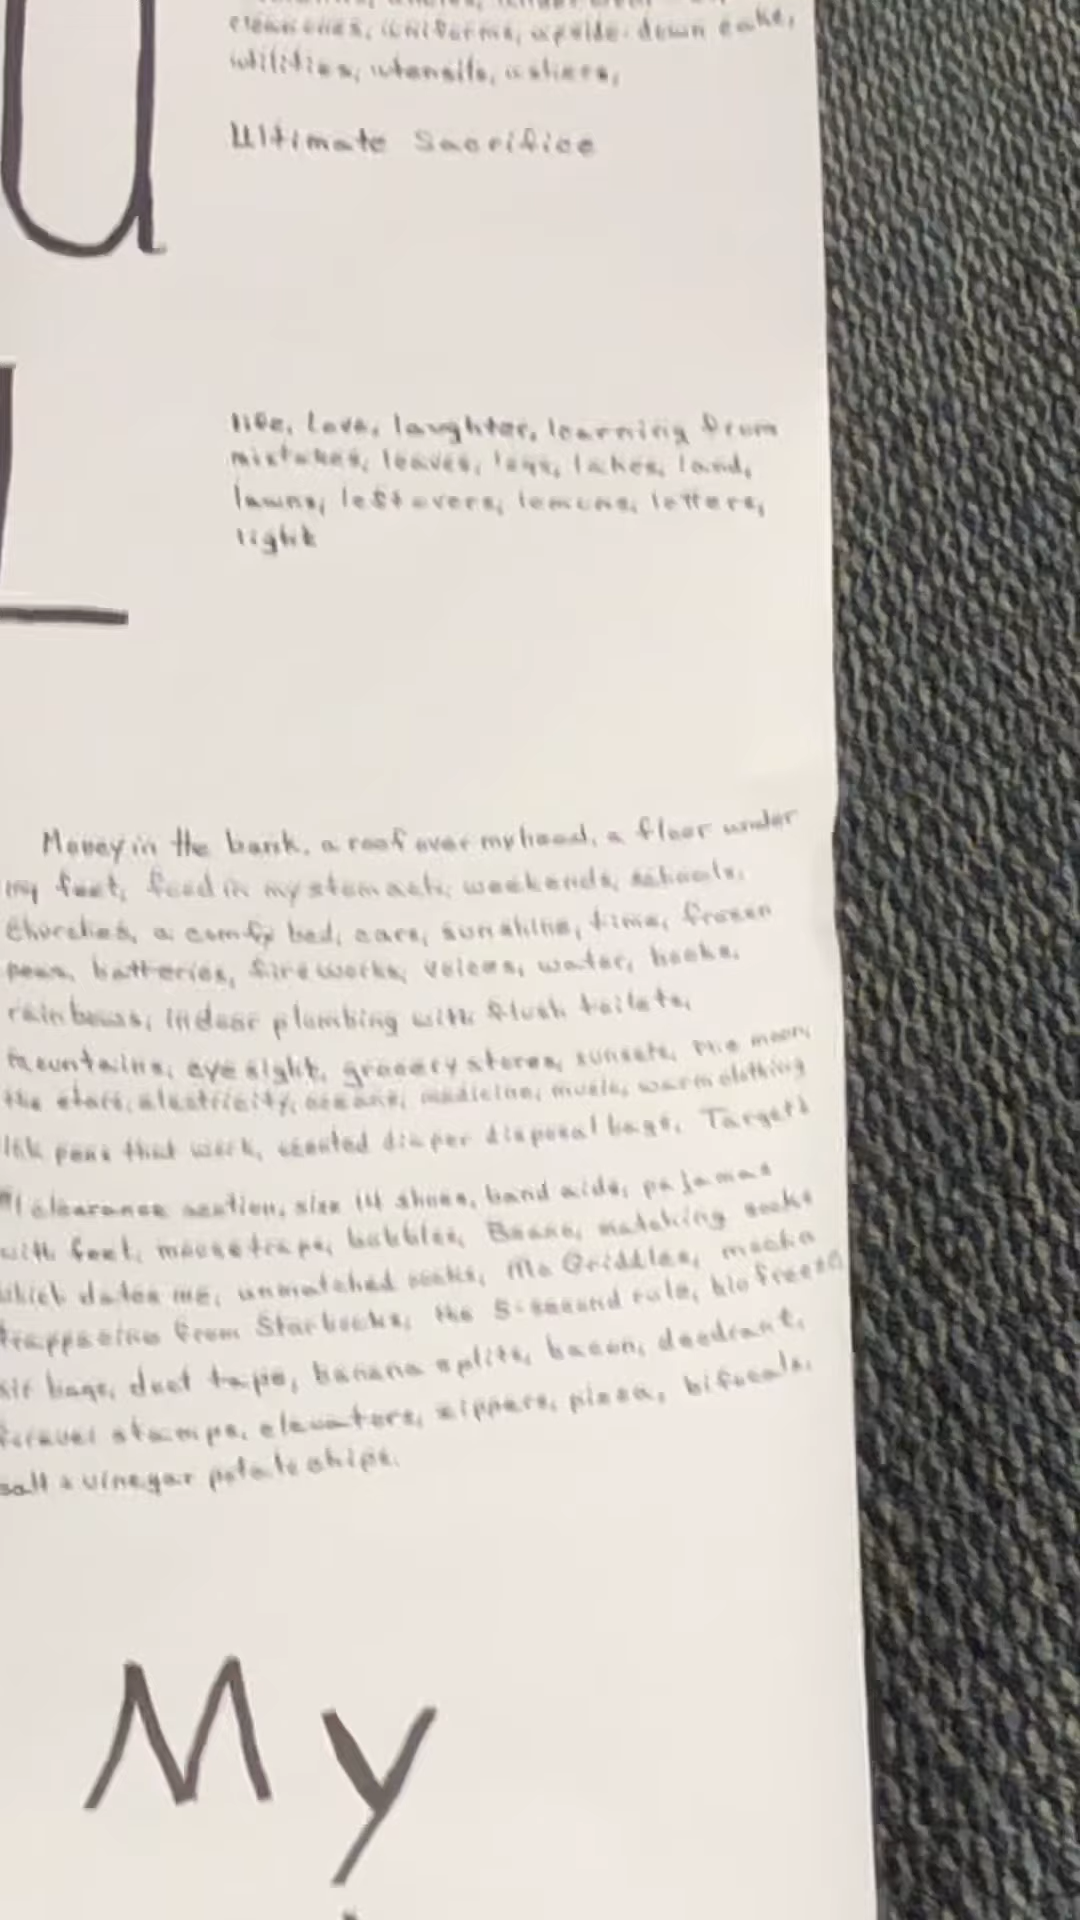 U
uniforms, upside-down cake,
utilities, utensils, ushers,
Ultimate Sacrifice
L
life, love, laughter, learning from
mistakes, leaves, legs, lakes, land,
lawns, leftovers, lemons, letters,
light
Money in the bank, a roof over my head, a floor under
my feet, food in my stomach, weekends, schools,
Churches, a comfy bed, cars, sunshine, time, frozen
peas, batteries, fireworks, voices, water, books,
rainbows, indoor plumbing with flush toilets,
mountains, eyesight, grocery stores, sunsets, the moon,
the stars, electricity, oceans, medicine, music, warm clothing
Ink pens that work, scented diaper disposal bags, Target's
clearance section, size 14 shoes, band aids, pajamas
with feet, mousetraps, bubbles, Beano, matching socks
which dates me, unmatched socks, McGriddles, mocha
frappacino from Starbucks, the 5-second rule, biofreeze
air bags, duct tape, banana splits, bacon, deodrant,
forever stamps, elevators, zippers, pizza, bifocals,
salt & vinegar potato chips.
My